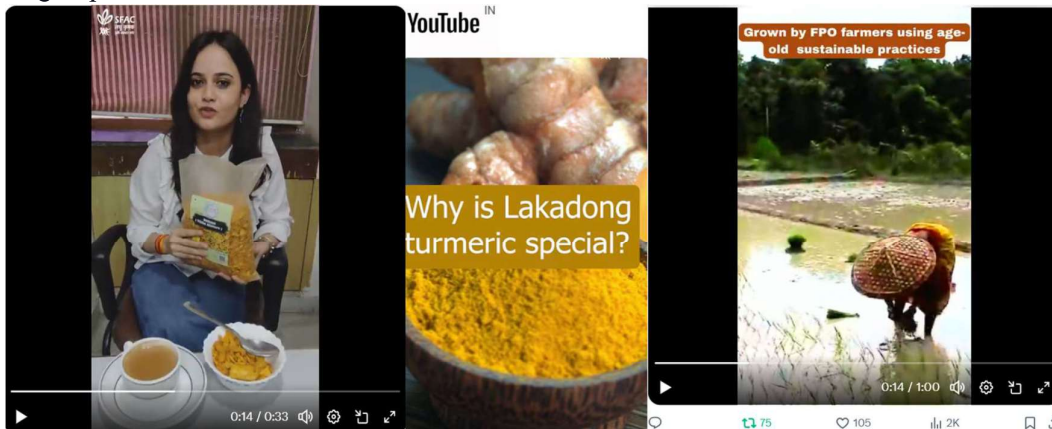 SFAC
YouTube IN
Why is Lakadong
turmeric special?
Grown by FPO farmers using age-
old sustainable practices
0:14 / 0:33
0:14 / 1:00
75
105
2K